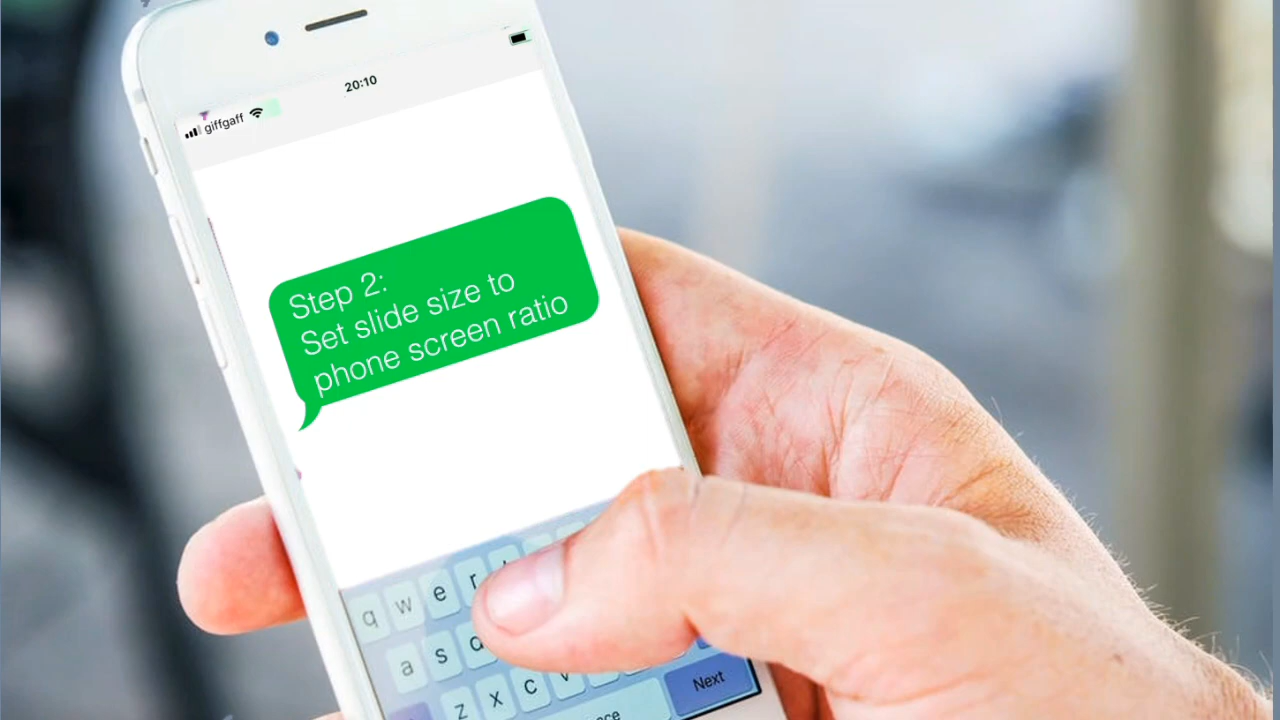 20:10
giffgaff
Step 2:
Set slide size to
phone screen ratio
q w e r
a s
z x c v
Next